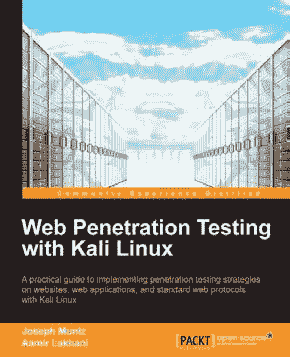 Community Experience Distilled
Web Penetration Testing
with Kali Linux
A practical guide to implementing penetration testing strategies
on websites, web applications, and standard web protocols
with Kali Linux
Joseph Muniz
Aamir Lakhani
PACKT open source
PUBLISHING